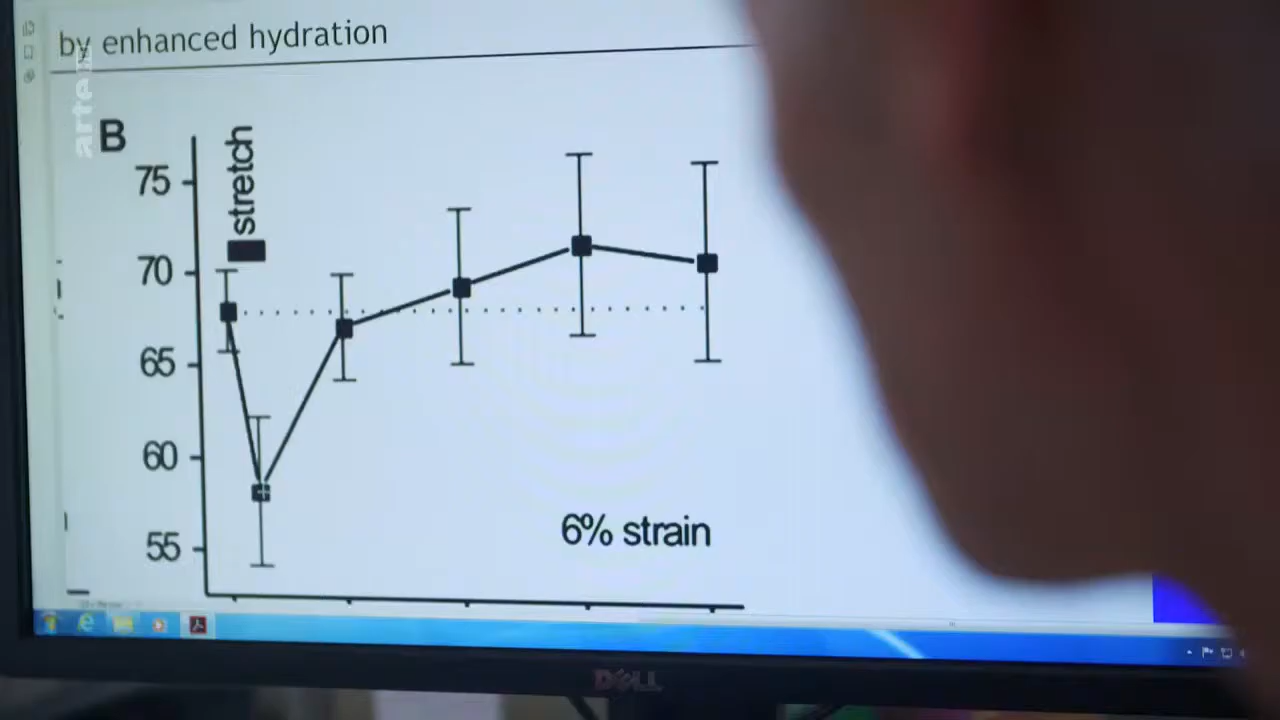 by enhanced hydration
arte
B
stretch
75
70
65
60
55
6% strain
DELL